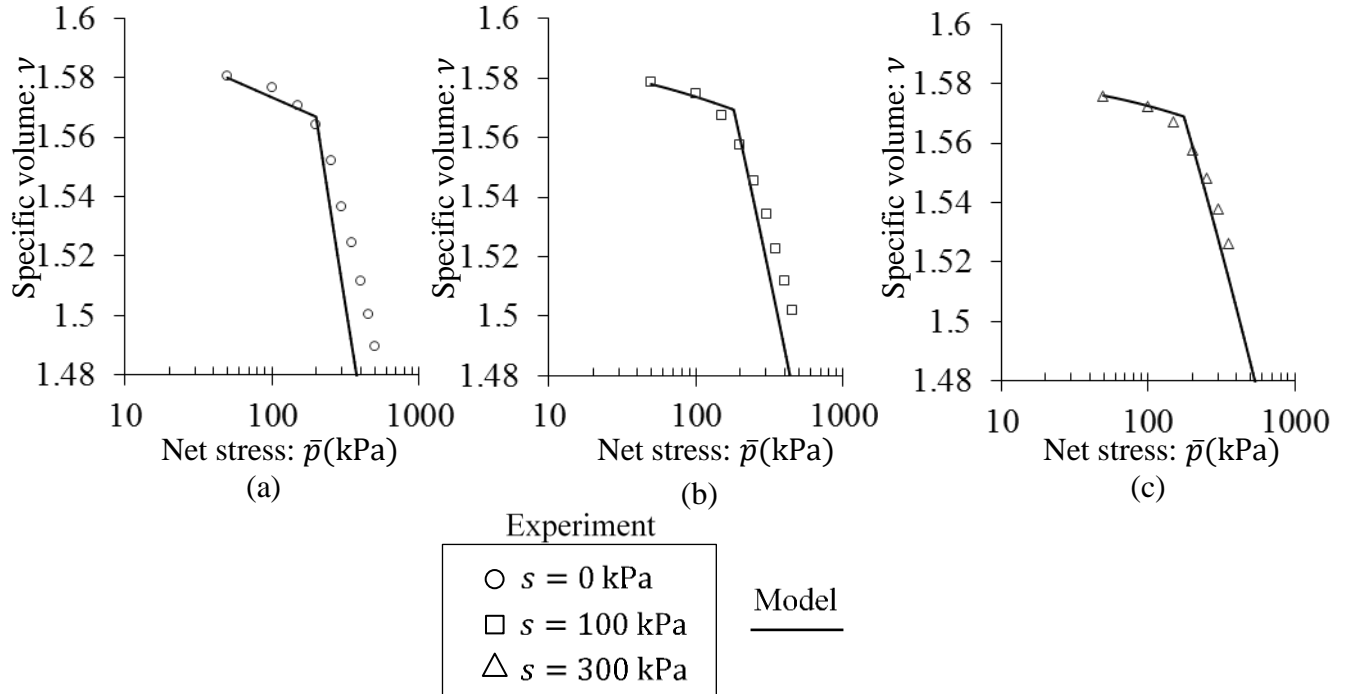 Specific volume: ν
1.6
1.58
1.56
1.54
1.52
1.5
1.48
10
100
1000
Net stress: p̄(kPa)
(a)
Specific volume: ν
1.6
1.58
1.56
1.54
1.52
1.5
1.48
10
100
1000
Net stress: p̄(kPa)
(b)
Specific volume: ν
1.6
1.58
1.56
1.54
1.52
1.5
1.48
10
100
1000
Net stress: p̄(kPa)
(c)
Experiment
s = 0 kPa
s = 100 kPa
s = 300 kPa
Model